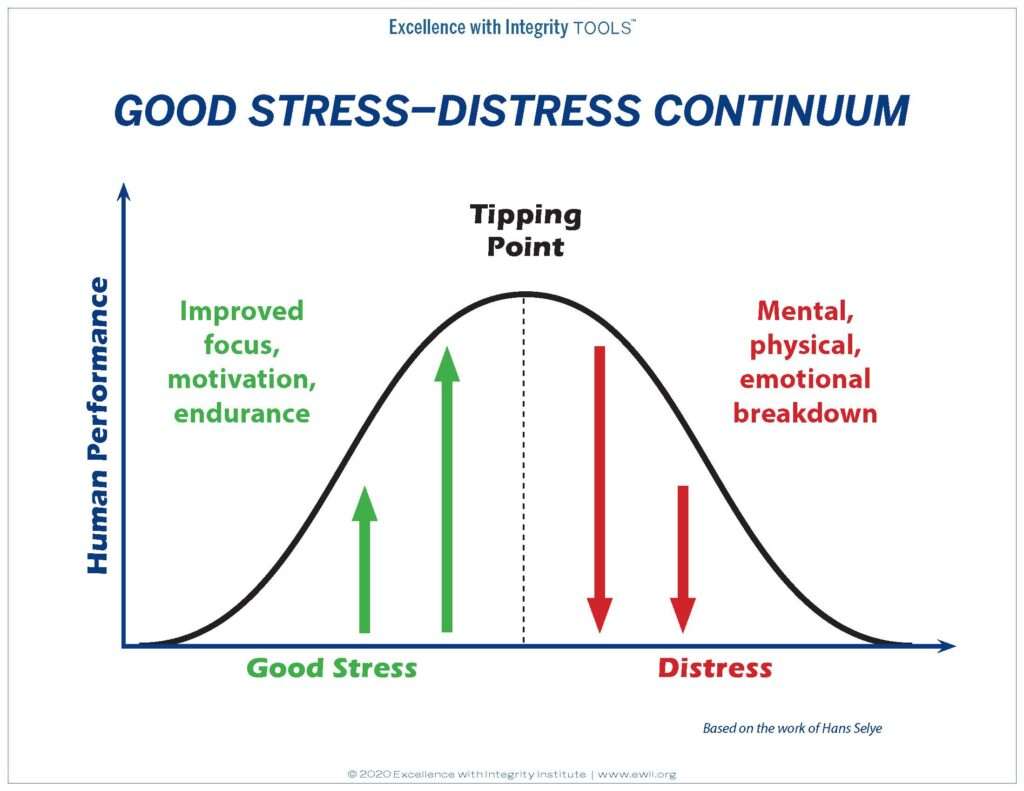 Excellence with Integrity TOOLS™
GOOD STRESS–DISTRESS CONTINUUM
Tipping
Point
Improved
focus,
motivation,
endurance
Mental,
physical,
emotional
breakdown
Human Performance
Good Stress
Distress
Based on the work of Hans Selye
© 2020 Excellence with Integrity Institute | www.ewii.org